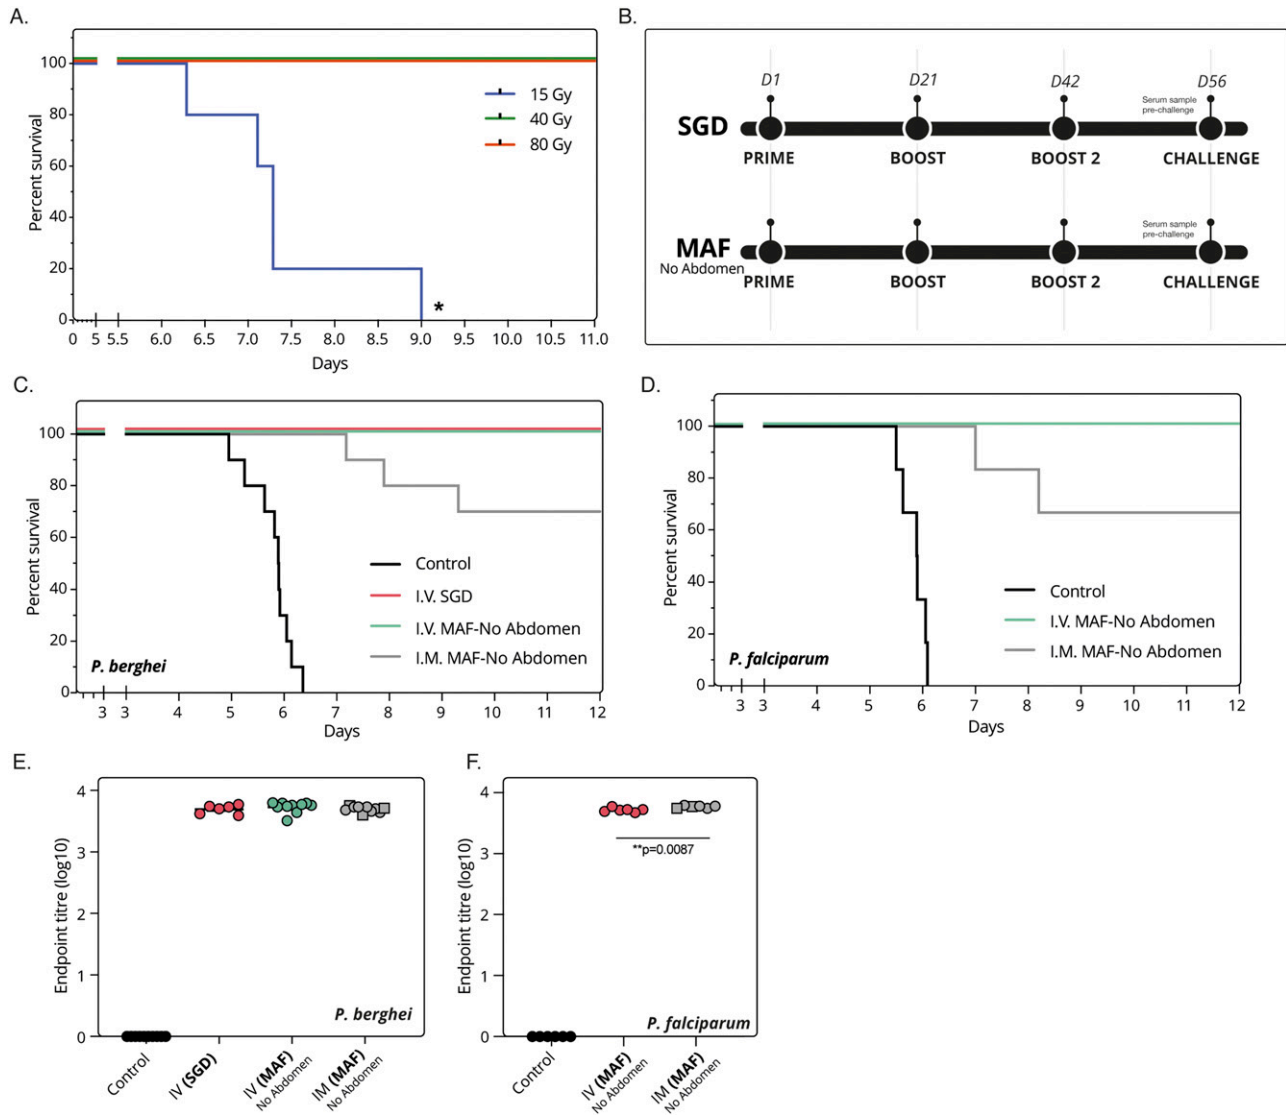 A.
Percent survival
100
80
60
40
20
0
15 Gy
40 Gy
80 Gy
*
0 5 5.5 6.0 6.5 7.0 7.5 8.0 8.5 9.0 9.5 10.0 10.5 11.0
Days
B.
D1 D21 D42 D56
Serum sample
pre-challenge
SGD
PRIME BOOST BOOST 2 CHALLENGE
Serum sample
pre-challenge
MAF
No Abdomen
PRIME BOOST BOOST 2 CHALLENGE
C.
Percent survival
100
80
60
40
20
0
Control
I.V. SGD
I.V. MAF-No Abdomen
I.M. MAF-No Abdomen
P. berghei
3 3 4 5 6 7 8 9 10 11 12
Days
D.
Percent survival
100
80
60
40
20
0
Control
I.V. MAF-No Abdomen
I.M. MAF-No Abdomen
P. falciparum
3 3 4 5 6 7 8 9 10 11 12
Days
E.
Endpoint titre (log10)
4
3
2
1
0
P. berghei
Control
IV (SGD)
IV (MAF)
No Abdomen
IM (MAF)
No Abdomen
F.
Endpoint titre (log10)
4
3
2
1
0
**p=0.0087
P. falciparum
Control
IV (MAF)
No Abdomen
IM (MAF)
No Abdomen